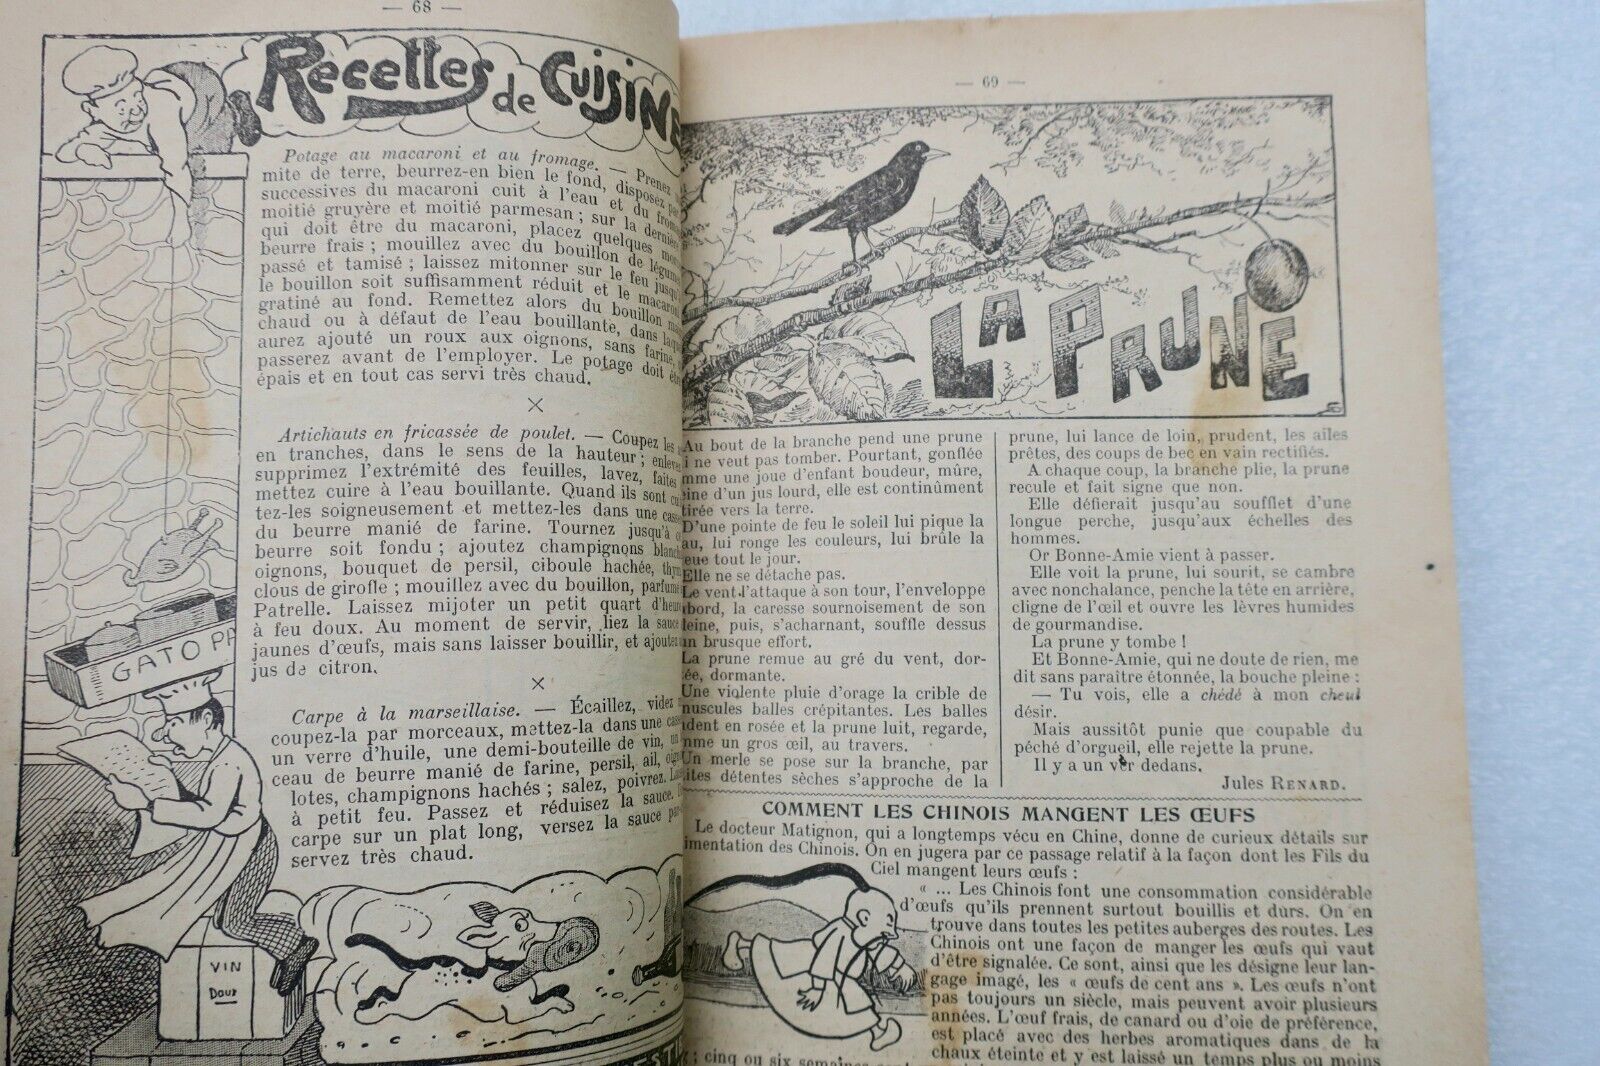 — 68 —
Recettes de Cuisine
Potage au macaroni et au fromage. — Prenez
mite de terre, beurrez-en bien le fond, disposez
successives du macaroni cuit à l'eau et du
moitié gruyère et moitié parmesan ; sur la dernière
qui doit être du macaroni, placez quelques
beurre frais ; mouillez avec du bouillon de
passé et tamisé ; laissez mitonner sur le feu
le bouillon soit suffisamment réduit et le
gratiné au fond. Remettez alors du bouillon
chaud ou à défaut de l'eau bouillante, dans
aurez ajouté un roux aux oignons, sans farine,
passerez avant de l'employer. Le potage doit être
épais et en tout cas servi très chaud.
×
Artichauts en fricassée de poulet. — Coupez les
en tranches, dans le sens de la hauteur ;
supprimez l'extrémité des feuilles, lavez, faites
mettez cuire à l'eau bouillante. Quand ils sont
tez-les soigneusement et mettez-les dans une
du beurre manié de farine. Tournez jusqu'à
beurre soit fondu ; ajoutez champignons
oignons, bouquet de persil, ciboule hachée, thym,
clous de girofle ; mouillez avec du bouillon,
Patrelle. Laissez mijoter un petit quart
à feu doux. Au moment de servir, liez la sauce
jaunes d'œufs, mais sans laisser bouillir, et ajoutez
jus de citron.
×
Carpe à la marseillaise. — Écaillez, videz
coupez-la par morceaux, mettez-la dans une
un verre d'huile, une demi-bouteille de vin, un
ceau de beurre manié de farine, persil, ail,
lotes, champignons hachés ; salez, poivrez.
à petit feu. Passez et réduisez la sauce.
carpe sur un plat long, versez la sauce
servez très chaud.
GATO PA
VIN
Doux
— 69 —
LA PRUNE
Au bout de la branche pend une prune
i ne veut pas tomber. Pourtant, gonflée
mme une joue d'enfant boudeur, mûre,
eine d'un jus lourd, elle est continûment
tirée vers la terre.
D'une pointe de feu le soleil lui pique la
au, lui ronge les couleurs, lui brûle la
eue tout le jour.
Elle ne se détache pas.
Le vent l'attaque à son tour, l'enveloppe
abord, la caresse sournoisement de son
leine, puis, s'acharnant, souffle dessus
un brusque effort.
La prune remue au gré du vent, dor-
ée, dormante.
Une violente pluie d'orage la crible de
nuscules balles crépitantes. Les balles
ndent en rosée et la prune luit, regarde,
mme un gros œil, au travers.
Un merle se pose sur la branche, par
ites détentes sèches s'approche de la
prune, lui lance de loin, prudent, les ailes
prêtes, des coups de bec en vain rectifiés.
A chaque coup, la branche plie, la prune
recule et fait signe que non.
Elle défierait jusqu'au soufflet d'une
longue perche, jusqu'aux échelles des
hommes.
Or Bonne-Amie vient à passer.
Elle voit la prune, lui sourit, se cambre
avec nonchalance, penche la tête en arrière,
cligne de l'œil et ouvre les lèvres humides
de gourmandise.
La prune y tombe !
Et Bonne-Amie, qui ne doute de rien, me
dit sans paraître étonnée, la bouche pleine :
— Tu vois, elle a chédé à mon cheul
désir.
Mais aussitôt punie que coupable du
péché d'orgueil, elle rejette la prune.
Il y a un ver dedans.
Jules RENARD.
COMMENT LES CHINOIS MANGENT LES ŒUFS
Le docteur Matignon, qui a longtemps vécu en Chine, donne de curieux détails sur
imentation des Chinois. On en jugera par ce passage relatif à la façon dont les Fils du
Ciel mangent leurs œufs :
« ... Les Chinois font une consommation considérable
d'œufs qu'ils prennent surtout bouillis et durs. On en
trouve dans toutes les petites auberges des routes. Les
Chinois ont une façon de manger les œufs qui vaut
d'être signalée. Ce sont, ainsi que les désigne leur lan-
gage imagé, les « œufs de cent ans ». Les œufs n'ont
pas toujours un siècle, mais peuvent avoir plusieurs
années. L'œuf frais, de canard ou d'oie de préférence,
est placé avec des herbes aromatiques dans de la
chaux éteinte et y est laissé un temps plus ou moins
; cinq ou six semaines